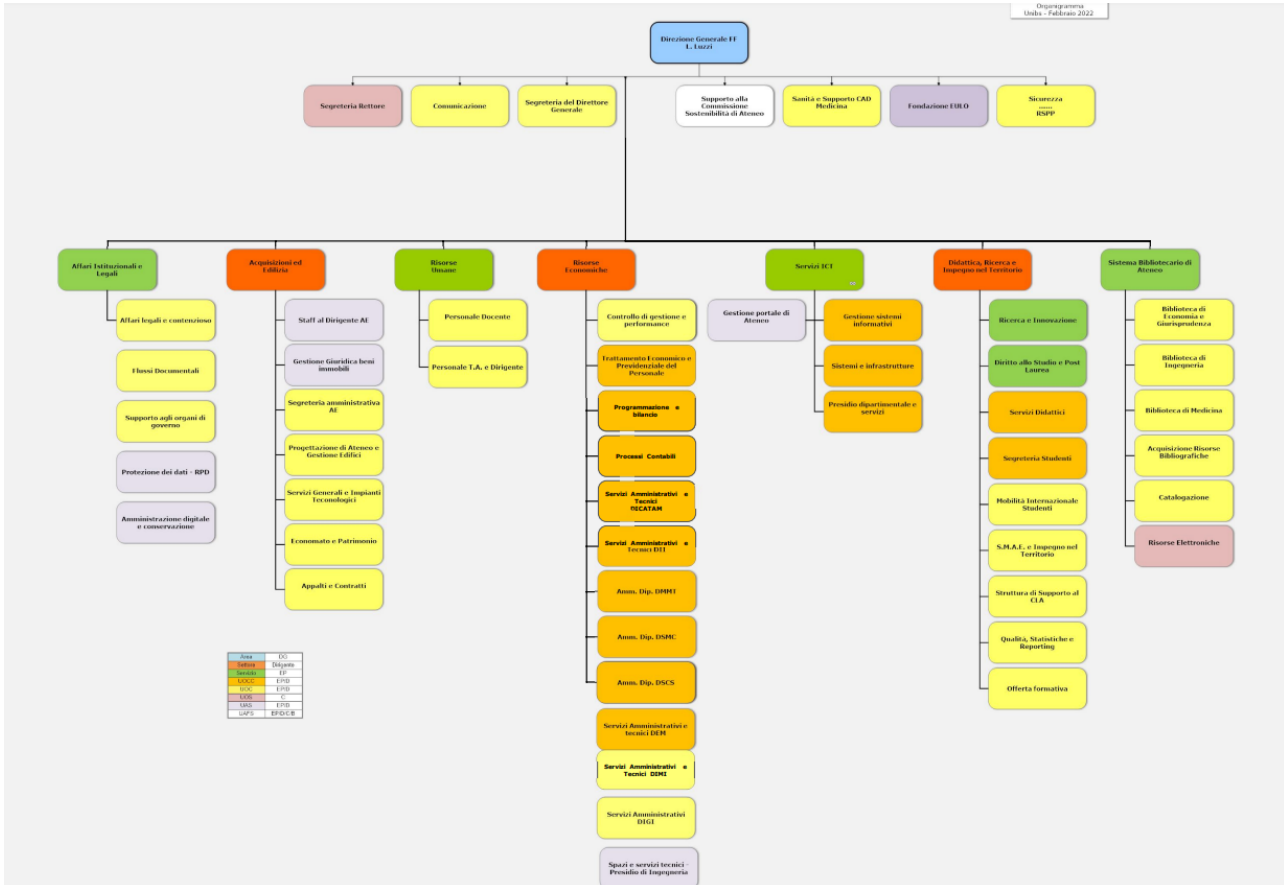 Organigramma
Unibs - Febbraio 2022
Direzione Generale FF
L. Luzzi
Segreteria Rettore
Comunicazione
Segreteria del Direttore
Generale
Supporto alla
Commissione
Sostenibilità di Ateneo
Sanità e Supporto CAD
Medicina
Fondazione EULO
Sicurezza
......
RSPP
Affari Istituzionali e
Legali
Acquisizioni ed
Edilizia
Risorse
Umane
Risorse
Economiche
Servizi ICT
Didattica, Ricerca e
Impegno nel Territorio
Sistema Bibliotecario di
Ateneo
Affari legali e contenzioso
Flussi Documentali
Supporto agli organi di
governo
Protezione dei dati - RPD
Amministrazione digitale
e conservazione
Staff al Dirigente AE
Gestione Giuridica beni
immobili
Segreteria amministrativa
AE
Progettazione di Ateneo e
Gestione Edifici
Servizi Generali e Impianti
Teconologici
Economato e Patrimonio
Appalti e Contratti
Personale Docente
Personale T.A. e Dirigente
Controllo di gestione e
performance
Trattamento Economico e
Previdenziale del
Personale
Programmazione e
bilancio
Processi Contabili
Servizi Amministrativi e
Tecnici
DICATAM
Servizi Amministrativi e
Tecnici DII
Amm. Dip. DMMT
Amm. Dip. DSMC
Amm. Dip. DSCS
Servizi Amministrativi e
tecnici DEM
Servizi Amministrativi e
Tecnici DIMI
Servizi Amministrativi
DIGI
Spazi e servizi tecnici -
Presidio di Ingegneria
Gestione portale di
Ateneo
Gestione sistemi
informativi
Sistemi e infrastrutture
Presidio dipartimentale e
servizi
Ricerca e Innovazione
Diritto allo Studio e Post
Laurea
Servizi Didattici
Segreteria Studenti
Mobilità Internazionale
Studenti
S.M.A.E. e Impegno nel
Territorio
Struttura di Supporto al
CLA
Qualità, Statistiche e
Reporting
Offerta formativa
Biblioteca di
Economia e
Giurisprudenza
Biblioteca di
Ingegneria
Biblioteca di Medicina
Acquisizione Risorse
Bibliografiche
Catalogazione
Risorse Elettroniche
Area DG
Settore Dirigente
Servizio EP
UOCC EP/D
UOC EP/D
UOS C
UAS EP/D
UAFS EP/D/C/B